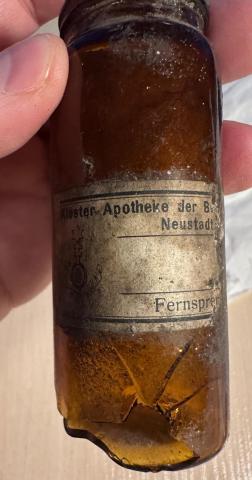 Kloster-Apotheke der B
Neustadt
Fernspre